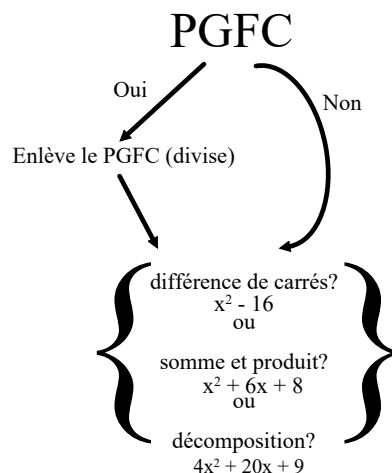 PGFC
Oui
Non
Enlève le PGFC (divise)
différence de carrés?
x² - 16
ou
somme et produit?
x² + 6x + 8
ou
décomposition?
4x² + 20x + 9